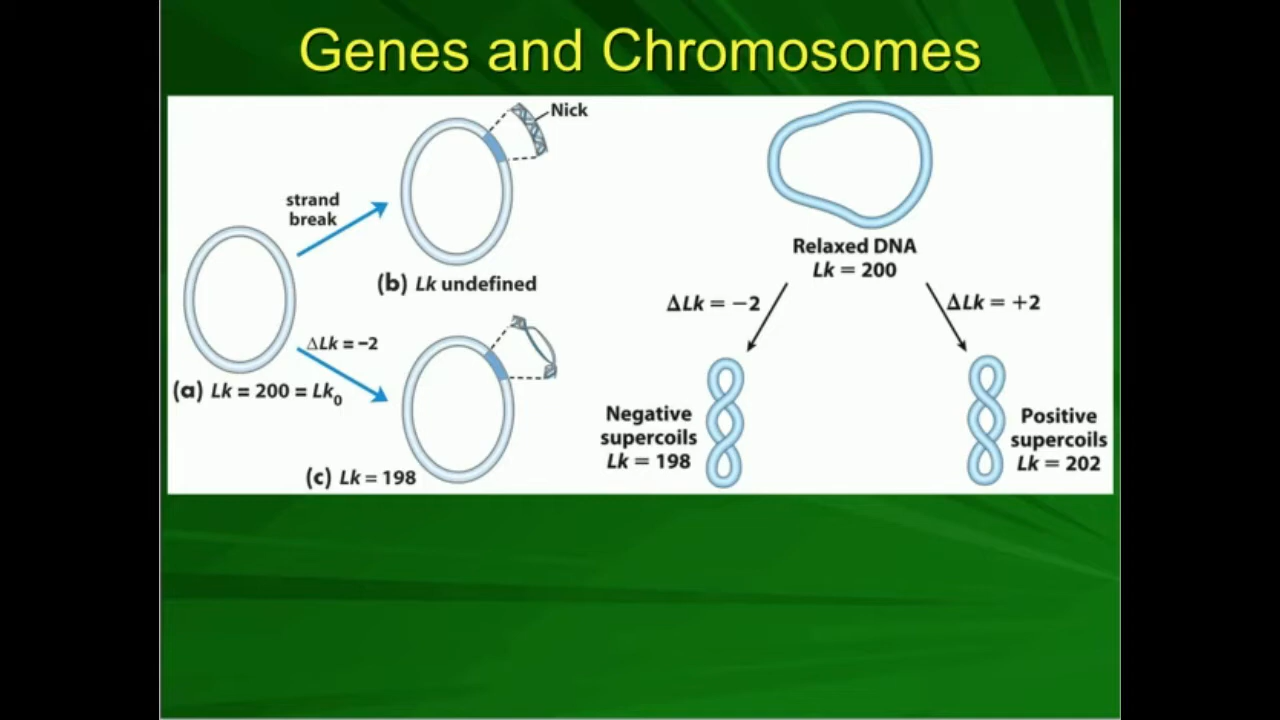 Genes and Chromosomes
Nick
strand
break
(b) Lk undefined
ΔLk = −2
(a) Lk = 200 = Lk₀
(c) Lk = 198
Relaxed DNA
Lk = 200
ΔLk = −2
ΔLk = +2
Negative
supercoils
Lk = 198
Positive
supercoils
Lk = 202